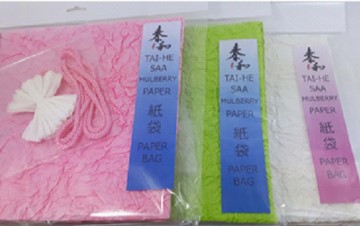 泰和
TAI-HE
SAA
MULBERRY
PAPER
紙
袋
PAPER
BAG
泰和
TAI-HE
SAA
MULBERRY
PAPER
紙
袋
PAPER
BAG
泰和
TAI-HE
SAA
MULBERRY
PAPER
紙
袋
PAPER
BAG